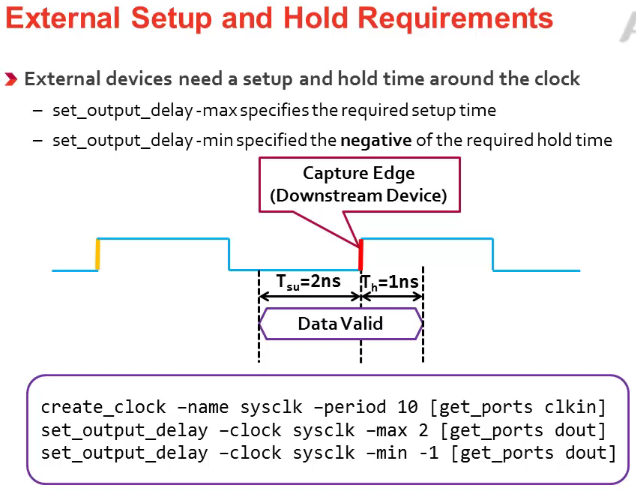 External Setup and Hold Requirements
External devices need a setup and hold time around the clock
– set_output_delay -max specifies the required setup time
– set_output_delay -min specified the negative of the required hold time
Capture Edge
(Downstream Device)
Tsu=2ns
Th=1ns
Data Valid
create_clock –name sysclk –period 10 [get_ports clkin]
set_output_delay –clock sysclk –max 2 [get_ports dout]
set_output_delay –clock sysclk –min -1 [get_ports dout]